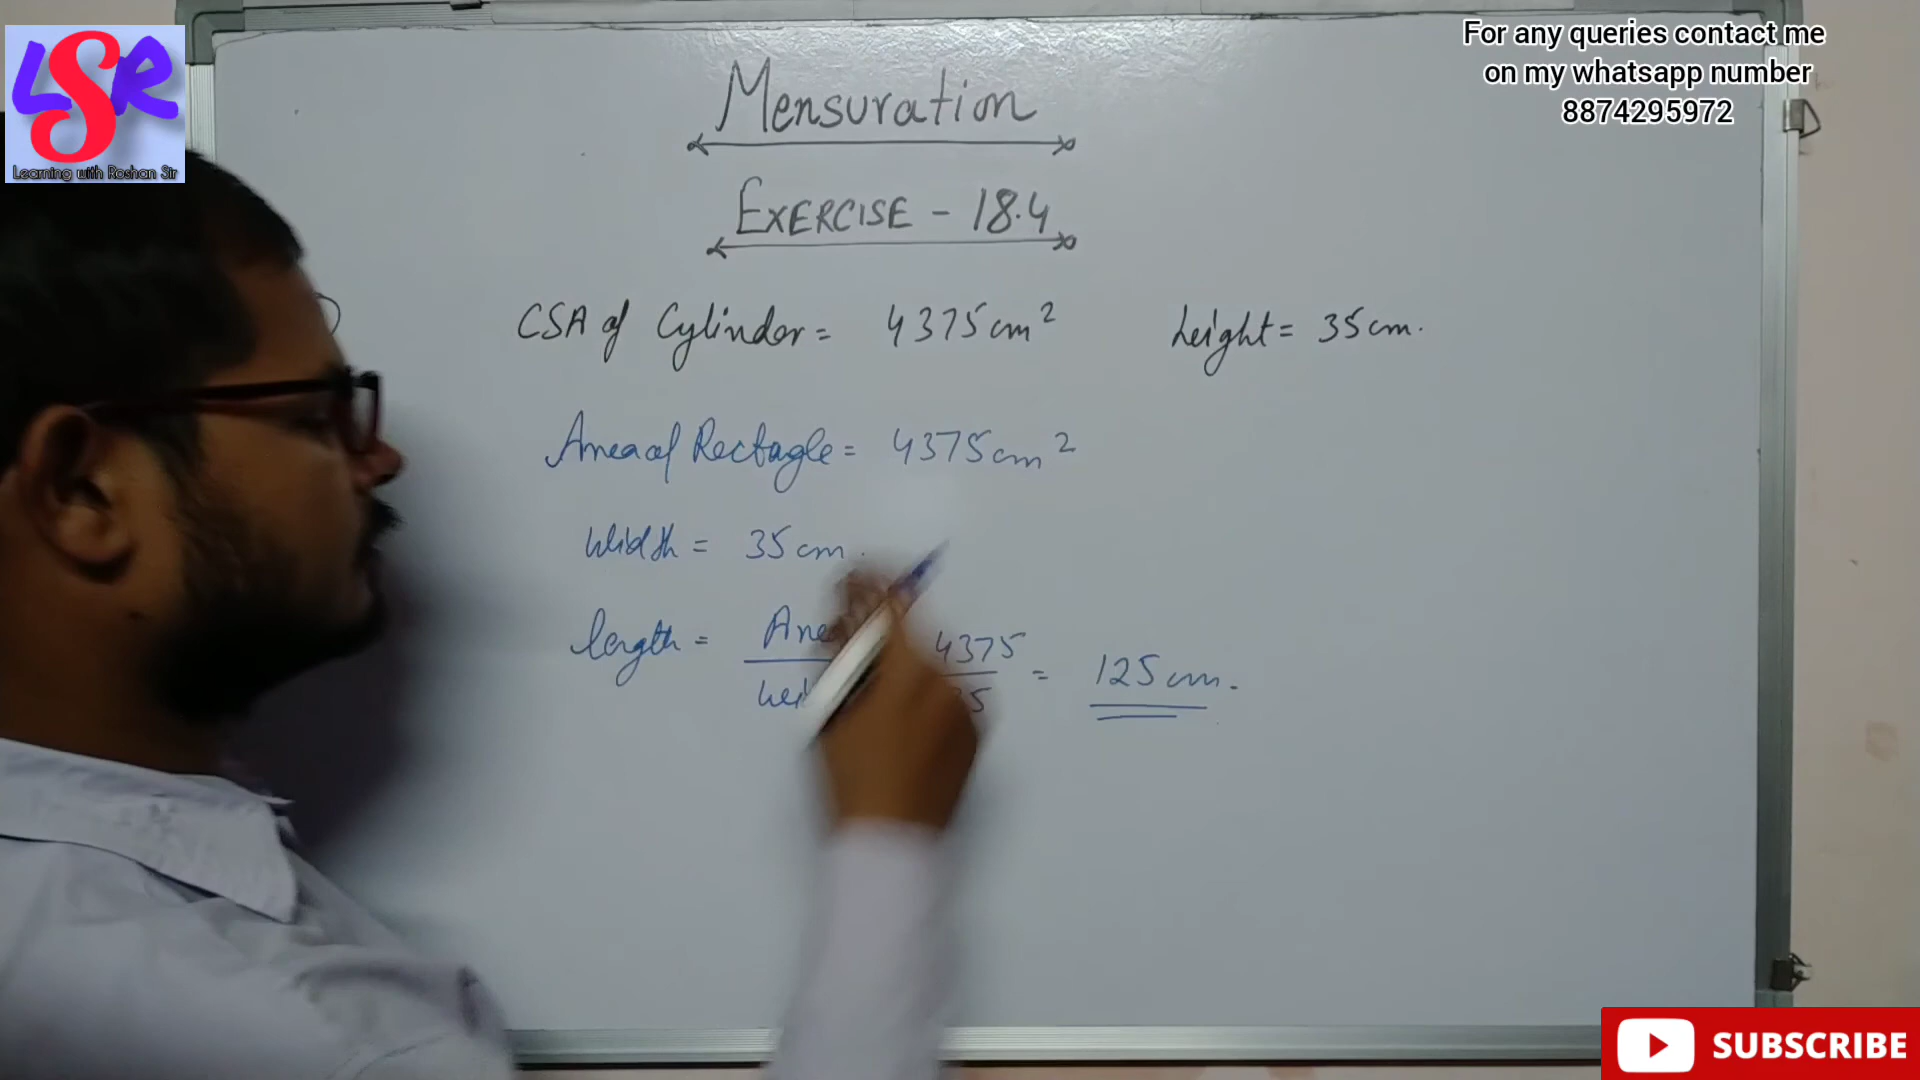 LSR
Learning with Roshan Sir
For any queries contact me
on my whatsapp number
8874295972
Mensuration
EXERCISE - 18.4
CSA of Cylinder = 4375 cm² height = 35 cm.
Area of Rectagle = 4375 cm²
Width = 35 cm.
length = 4375 = 125 cm.
SUBSCRIBE